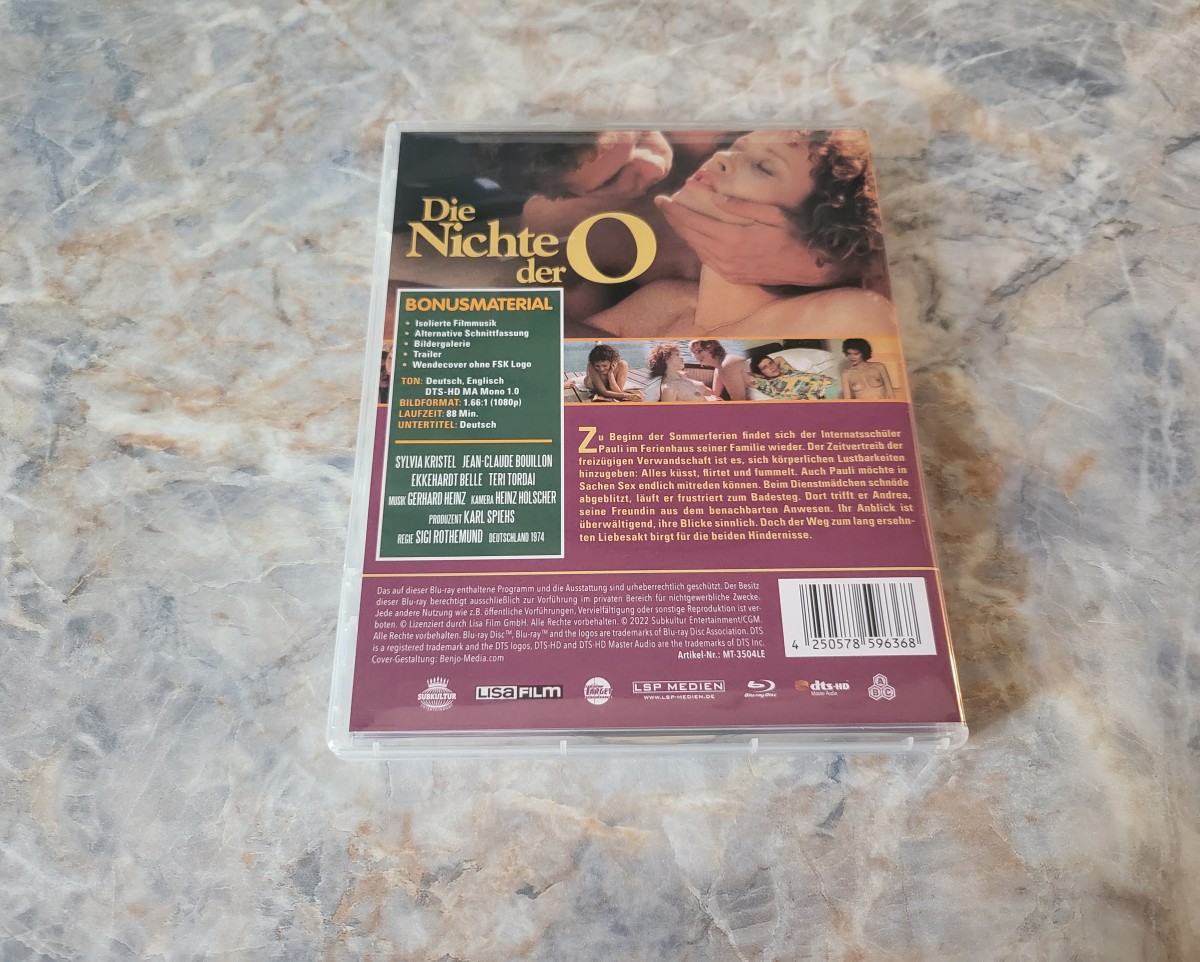 Die
Nichte
der O
BONUSMATERIAL
• Isolierte Filmmusik
• Alternative Schnittfassung
• Bildergalerie
• Trailer
• Wendecover ohne FSK Logo
TON: Deutsch, Englisch
DTS-HD MA Mono 1.0
BILDFORMAT: 1.66:1 (1080p)
LAUFZEIT: 88 Min.
UNTERTITEL: Deutsch
SYLVIA KRISTEL JEAN-CLAUDE BOUILLON
EKKEHARDT BELLE TERI TORDAI
MUSIK GERHARD HEINZ KAMERA HEINZ HÖLSCHER
PRODUZENT KARL SPIEHS
REGIE SIGI ROTHEMUND DEUTSCHLAND 1974
Zu Beginn der Sommerferien findet sich der Internatsschüler
Pauli im Ferienhaus seiner Familie wieder. Der Zeitvertreib der
freizügigen Verwandschaft ist es, sich körperlichen Lustbarkeiten
hinzugeben: Alles küsst, flirtet und fummelt. Auch Pauli möchte in
Sachen Sex endlich mitreden können. Beim Dienstmädchen schnöde
abgeblitzt, läuft er frustriert zum Badesteg. Dort trifft er Andrea,
seine Freundin aus dem benachbarten Anwesen. Ihr Anblick ist
überwältigend, ihre Blicke sinnlich. Doch der Weg zum lang ersehn-
ten Liebesakt birgt für die beiden Hindernisse.
Das auf dieser Blu-ray enthaltene Programm und die Ausstattung sind urheberrechtlich geschützt. Der Besitz
dieser Blu-ray berechtigt ausschließlich zur Vorführung im privaten Bereich für nichtgewerbliche Zwecke.
Jede andere Nutzung wie z.B. öffentliche Vorführungen, Vervielfältigung oder sonstige Reproduktion ist ver-
boten. © Lizenziert durch Lisa Film GmbH. Alle Rechte vorbehalten. © 2022 Subkultur Entertainment/CGM.
Alle Rechte vorbehalten. Blu-ray Disc™, Blu-ray™ and the logos are trademarks of Blu-ray Disc Association. DTS
is a registered trademark and the DTS logos, DTS-HD and DTS-HD Master Audio are the trademarks of DTS Inc.
Cover-Gestaltung: Benjo-Media.com
Artikel-Nr.: MT-3504LE
4 250578 596368
SUBKULTUR
ENTERTAINMENT
LISA FILM
TARGET
LSP MEDIEN
WWW.LSP-MEDIEN.DE
Blu-ray Disc
dts-HD
Master Audio
ABC